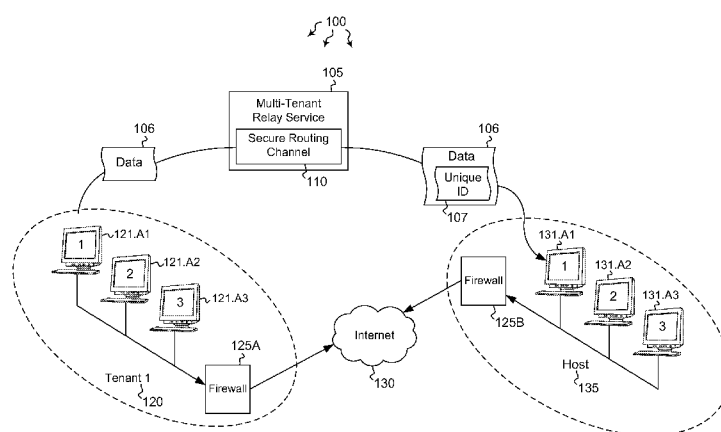 100
105
Multi-Tenant
Relay Service
Secure Routing
Channel
110
106
Data
106
Data
Unique
ID
107
1
121.A1
2
121.A2
3
121.A3
125A
Firewall
Tenant 1
120
Internet
130
Firewall
125B
131.A1
1
131.A2
2
131.A3
3
Host
135